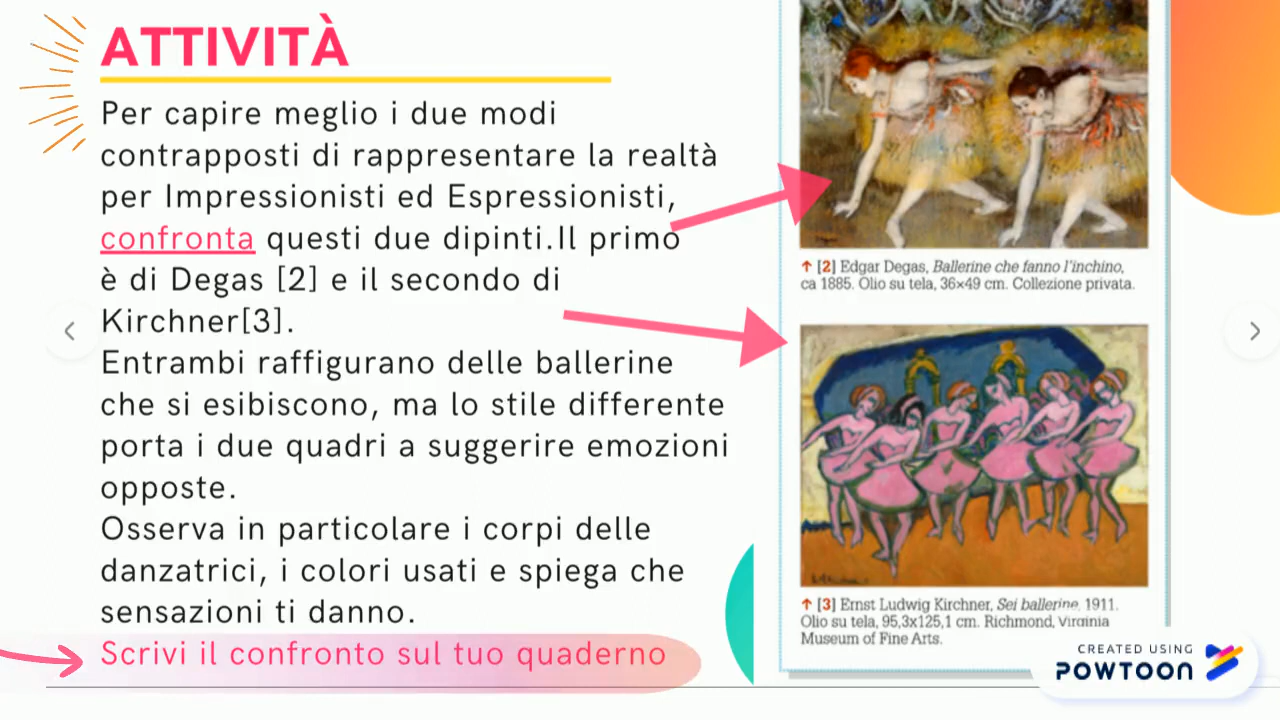 ATTIVITÀ
Per capire meglio i due modi
contrapposti di rappresentare la realtà
per Impressionisti ed Espressionisti,
confronta questi due dipinti.Il primo
è di Degas [2] e il secondo di
Kirchner[3].
Entrambi raffigurano delle ballerine
che si esibiscono, ma lo stile differente
porta i due quadri a suggerire emozioni
opposte.
Osserva in particolare i corpi delle
danzatrici, i colori usati e spiega che
sensazioni ti danno.
Scrivi il confronto sul tuo quaderno
↑ [2] Edgar Degas, Ballerine che fanno l'inchino,
ca 1885. Olio su tela, 36×49 cm. Collezione privata.
↑ [3] Ernst Ludwig Kirchner, Sei ballerine, 1911.
Olio su tela, 95,3x125,1 cm. Richmond, Virginia
Museum of Fine Arts.
CREATED USING
POWTOON